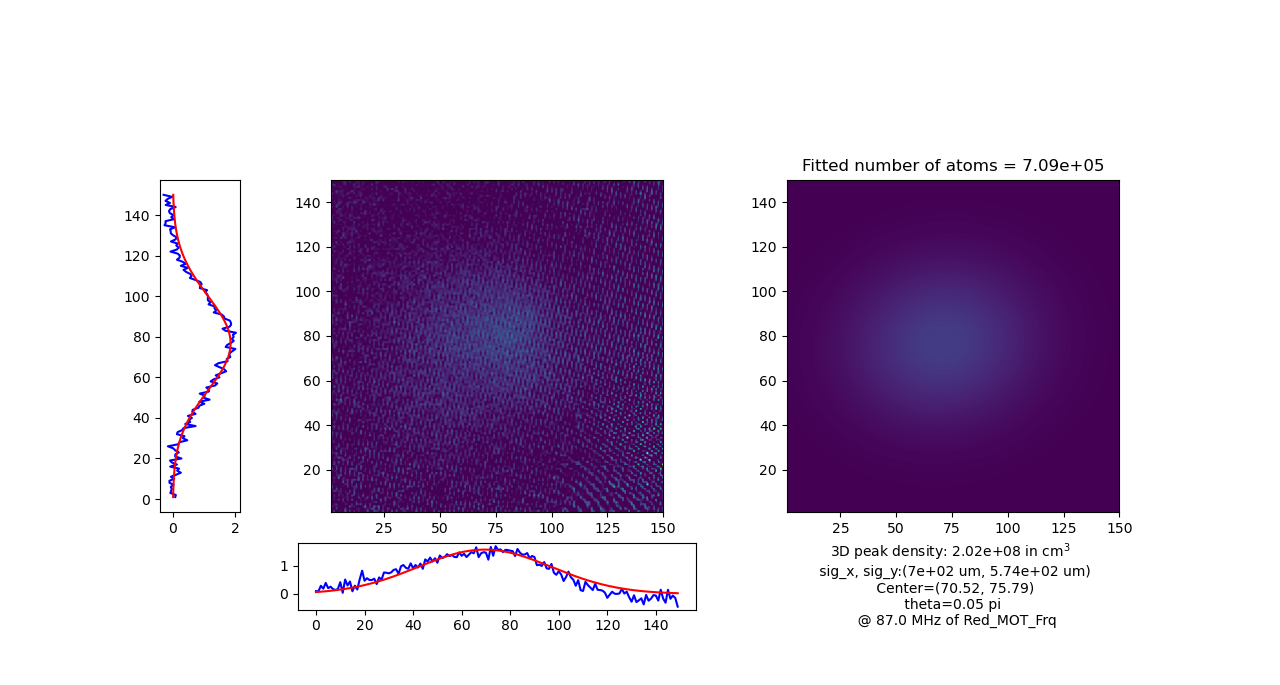 Fitted number of atoms = 7.09e+05
140
120
100
80
60
40
20
0
0 2
140
120
100
80
60
40
20
25 50 75 100 125 150
140
120
100
80
60
40
20
25 50 75 100 125 150
1
0
0 20 40 60 80 100 120 140
3D peak density: 2.02e+08 in cm³
sig_x, sig_y:(7e+02 um, 5.74e+02 um)
Center=(70.52, 75.79)
theta=0.05 pi
@ 87.0 MHz of Red_MOT_Frq